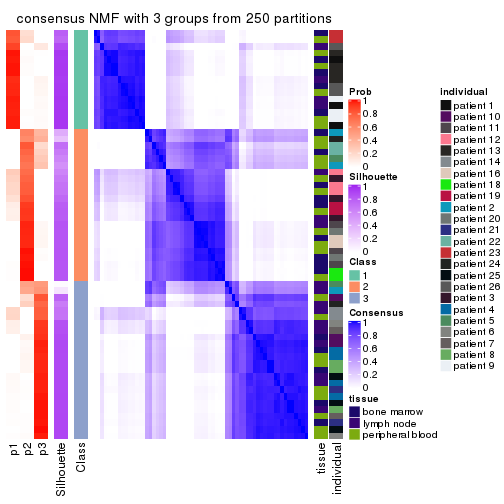 consensus NMF with 3 groups from 250 partitions
Prob
1
0.8
0.6
0.4
0.2
0
Silhouette
1
0.8
0.6
0.4
0.2
0
Class
1
2
3
Consensus
1
0.8
0.6
0.4
0.2
0
tissue
bone marrow
lymph node
peripheral blood
individual
patient 1
patient 10
patient 11
patient 12
patient 13
patient 14
patient 16
patient 18
patient 19
patient 2
patient 20
patient 21
patient 22
patient 23
patient 24
patient 25
patient 26
patient 3
patient 4
patient 5
patient 6
patient 7
patient 8
patient 9
p1
p2
p3
Silhouette
Class
tissue
individual